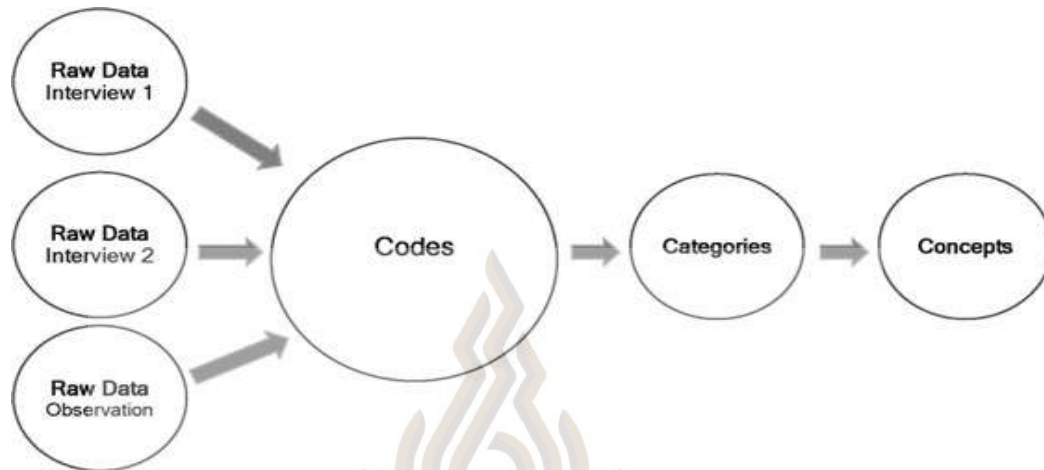 Raw Data
Interview 1
Raw Data
Interview 2
Raw Data
Observation
Codes
Categories
Concepts